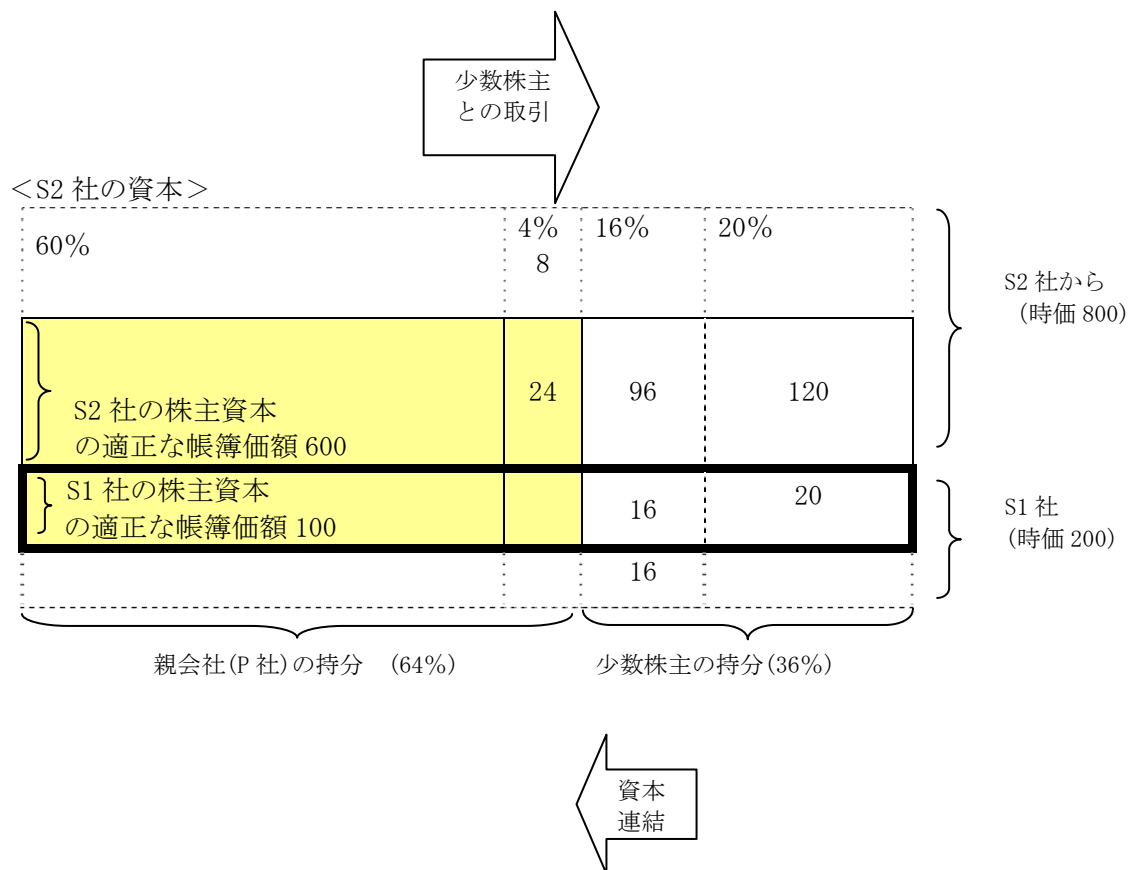 少数株主
との取引
＜S2 社の資本＞
60%
4%
16%
20%
8
S2 社から
（時価 800）
24
96
120
S2 社の株主資本
の適正な帳簿価額 600
S1 社の株主資本
の適正な帳簿価額 100
16
20
S1 社
（時価 200）
16
親会社(P 社)の持分　(64%)
少数株主の持分(36%)
資本
連結